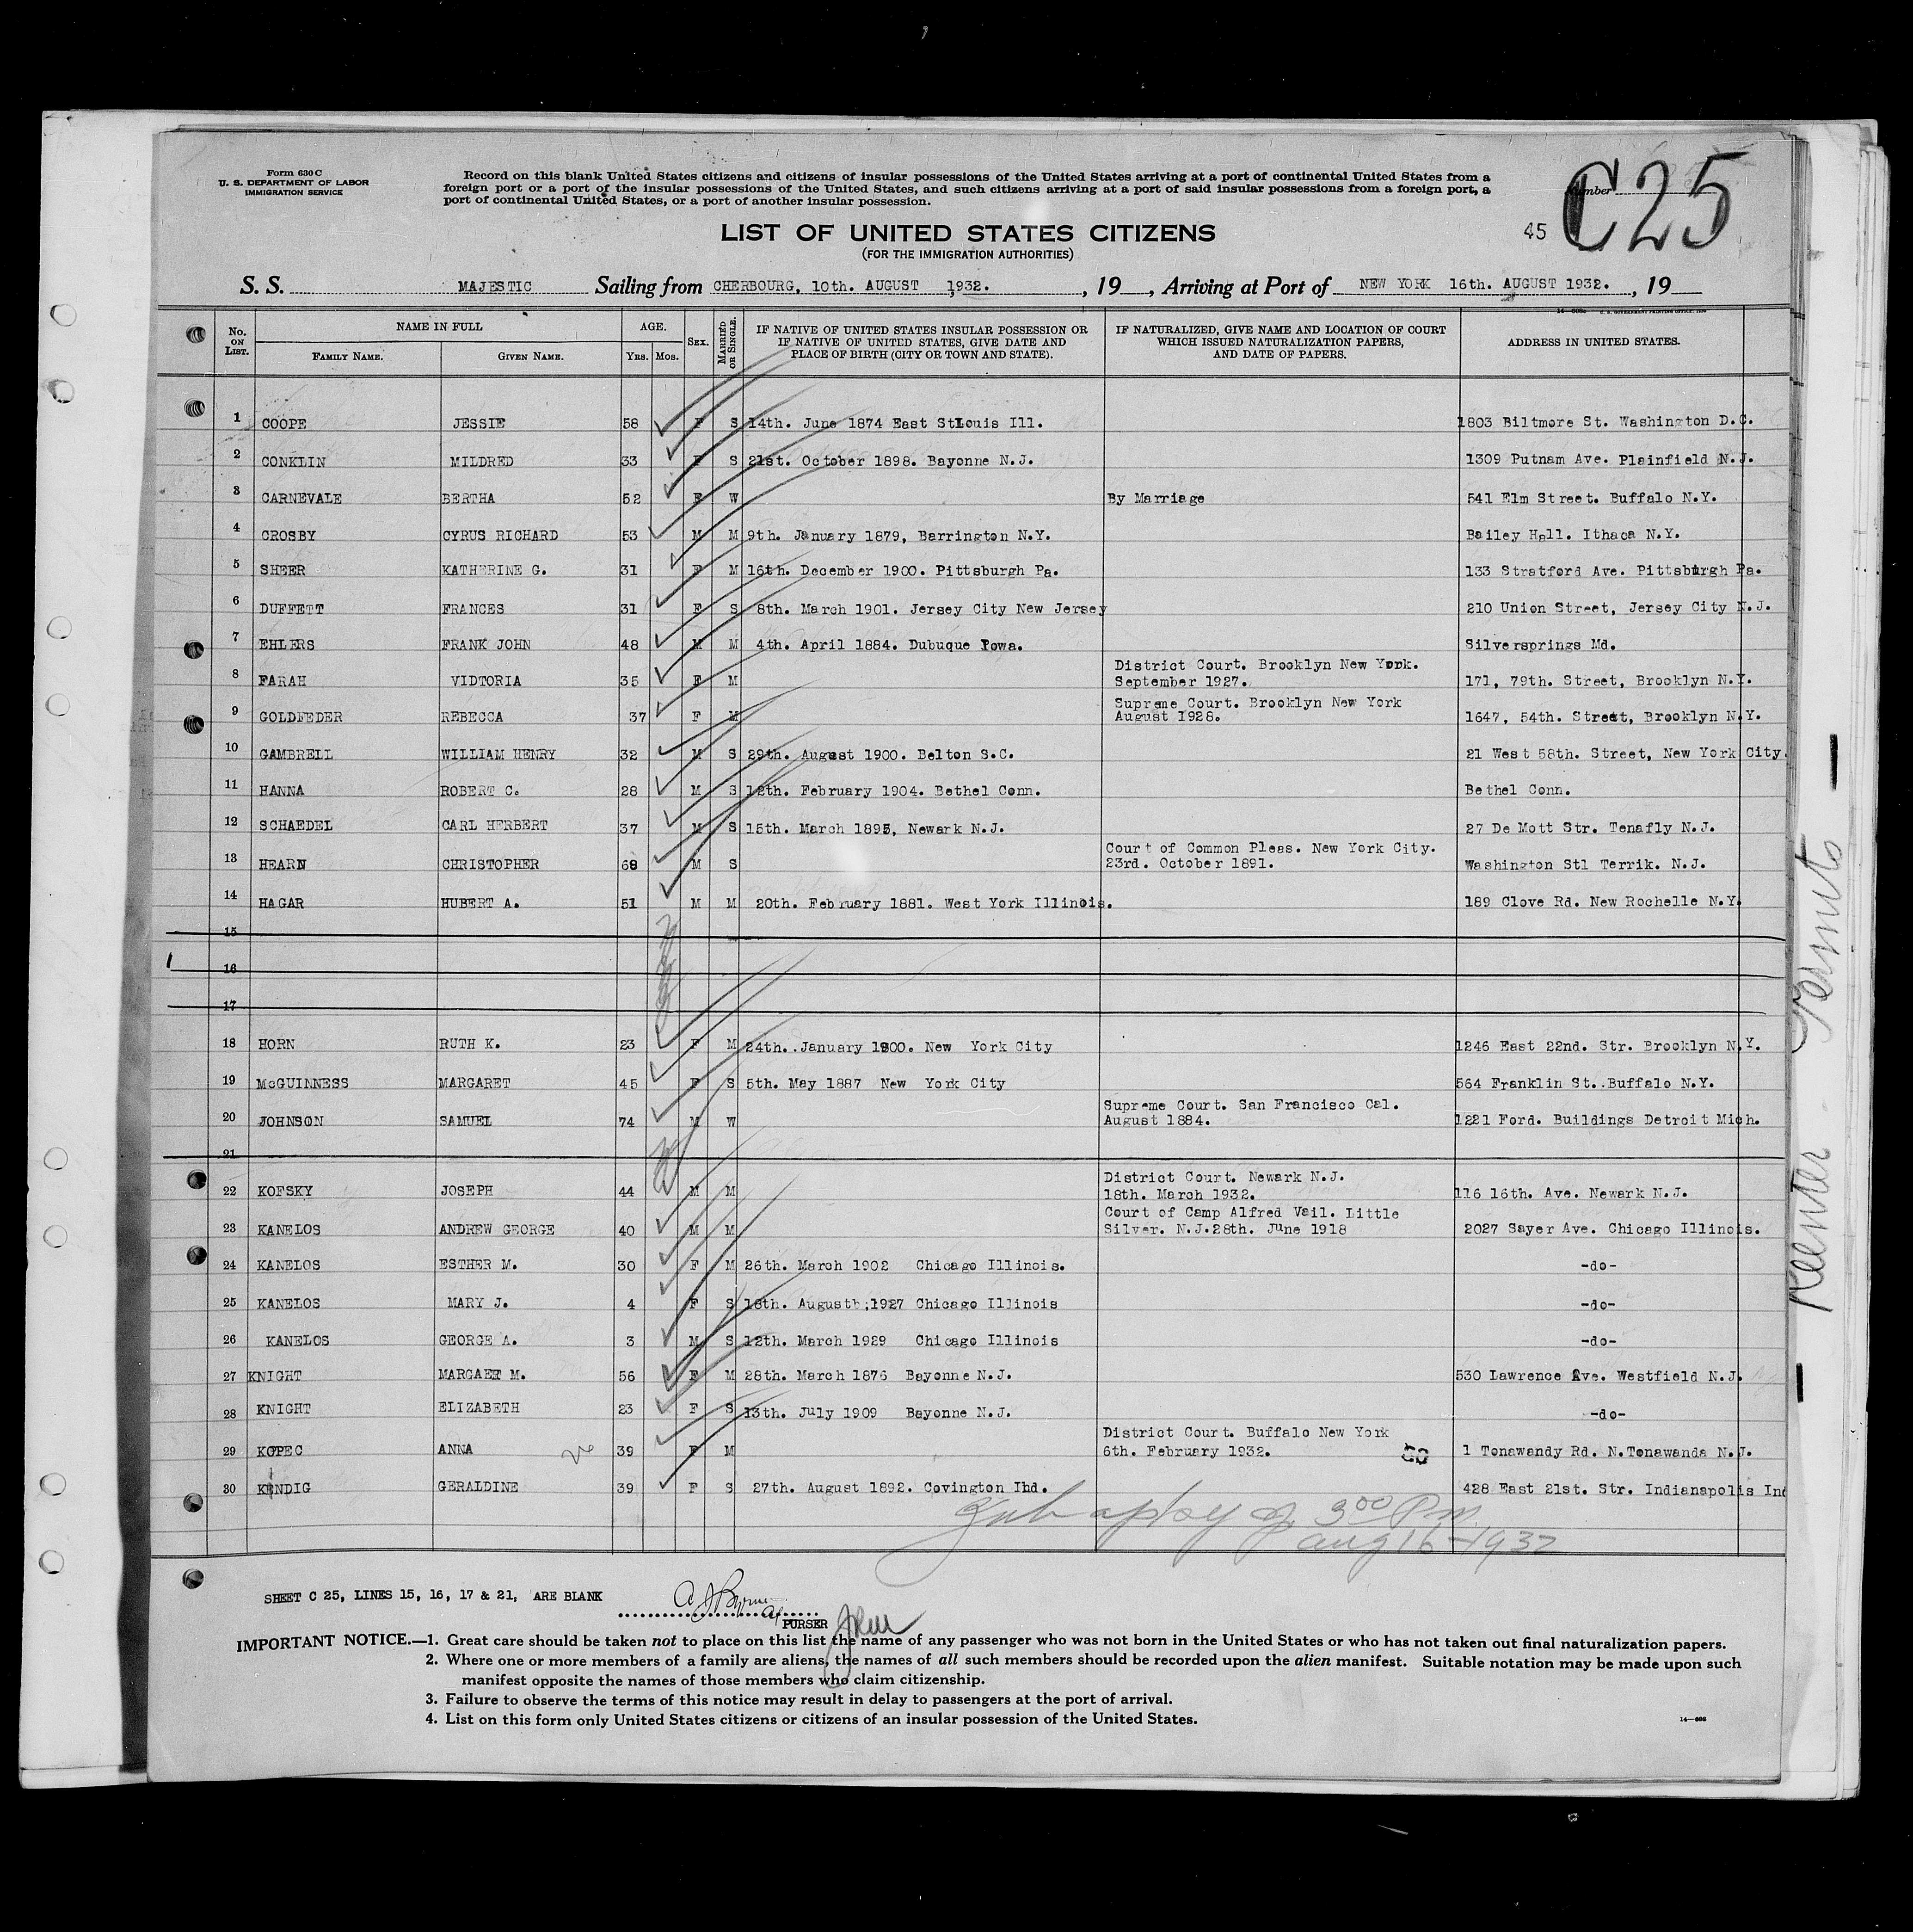 Form 630 C
U. S. DEPARTMENT OF LABOR
IMMIGRATION SERVICE
Record on this blank United States citizens and citizens of insular possessions of the United States arriving at a port of continental United States from a
foreign port or a port of the insular possessions of the United States, and such citizens arriving at a port of said insular possessions from a foreign port, a
port of continental United States, or a port of another insular possession.
Number C25
45
LIST OF UNITED STATES CITIZENS
(FOR THE IMMIGRATION AUTHORITIES)
S. S. MAJESTIC Sailing from CHERBOURG, 10th. AUGUST 1932. , 19 , Arriving at Port of NEW YORK 16th. AUGUST 1932. , 19
No. ON LIST. NAME IN FULL FAMILY NAME. GIVEN NAME. AGE. YRS. MOS. SEX. MARRIED OR SINGLE. IF NATIVE OF UNITED STATES INSULAR POSSESSION OR IF NATIVE OF UNITED STATES, GIVE DATE AND PLACE OF BIRTH (CITY OR TOWN AND STATE). IF NATURALIZED, GIVE NAME AND LOCATION OF COURT WHICH ISSUED NATURALIZATION PAPERS, AND DATE OF PAPERS. ADDRESS IN UNITED STATES.
1 COOPE JESSIE 58 F S 14th. June 1874 East StLouis Ill. 1803 Biltmore St. Washington D.C.
2 CONKLIN MILDRED 33 F S 21st. October 1898. Bayonne N.J. 1309 Putnam Ave. Plainfield N.J.
3 CARNEVALE BERTHA 52 F W By Marriage 541 Elm Street. Buffalo N.Y.
4 CROSBY CYRUS RICHARD 53 M M 9th. January 1879, Barrington N.Y. Bailey Hall. Ithaca N.Y.
5 SHEER KATHERINE G. 31 F M 16th. December 1900. Pittsburgh Pa. 133 Stratford Ave. Pittsburgh Pa.
6 DUFFETT FRANCES 31 F S 8th. March 1901. Jersey City New Jersey 210 Union Street, Jersey City N.J.
7 EHLERS FRANK JOHN 48 M M 4th. April 1884. Dubuque Iowa. Silversprings Md.
8 FARAH VIDTORIA 35 F M District Court. Brooklyn New York. September 1927. 171, 79th. Street, Brooklyn N.Y.
9 GOLDFEDER REBECCA 37 F M Supreme Court. Brooklyn New York August 1928. 1647, 54th. Street, Brooklyn N.Y.
10 GAMBRELL WILLIAM HENRY 32 M S 29th. August 1900. Belton S.C. 21 West 58th. Street, New York City.
11 HANNA ROBERT C. 28 M S 12th. February 1904. Bethel Conn. Bethel Conn.
12 SCHAEDEL CARL HERBERT 37 M S 15th. March 1895, Newark N.J. 27 De Mott Str. Tenafly N.J.
13 HEARN CHRISTOPHER 68 M S Court of Common Pleas. New York City. 23rd. October 1891. Washington Stl Terrik. N.J.
14 HAGAR HUBERT A. 51 M M 20th. February 1881. West York Illinois. 189 Clove Rd. New Rochelle N.Y.
15
16
17
18 HORN RUTH K. 23 F M 24th. January 1900. New York City 1246 East 22nd. Str. Brooklyn N.Y.
19 McGUINNESS MARGARET 45 F S 5th. May 1887 New York City 564 Franklin St. Buffalo N.Y.
20 JOHNSON SAMUEL 74 M W Supreme Court. San Francisco Cal. August 1884. 1221 Ford. Buildings Detroit Mich.
21
22 KOFSKY JOSEPH 44 M M District Court. Newark N.J. 18th. March 1932. 116 16th. Ave. Newark N.J.
23 KANELOS ANDREW GEORGE 40 M M Court of Camp Alfred Vail. Little Silver. N.J. 28th. June 1918 2027 Sayer Ave. Chicago Illinois.
24 KANELOS ESTHER M. 30 F M 26th. March 1902 Chicago Illinois. -do-
25 KANELOS MARY J. 4 F S 18th. August 1927 Chicago Illinois -do-
26 KANELOS GEORGE A. 3 M S 12th. March 1929 Chicago Illinois -do-
27 KNIGHT MARGAET M. 56 F M 28th. March 1876 Bayonne N.J. 530 Lawrence Ave. Westfield N.J.
28 KNIGHT ELIZABETH 23 F S 13th. July 1909 Bayonne N.J. -do-
29 KOPEC ANNA 39 F M District Court. Buffalo New York 6th. February 1932. 1 Tonawandy Rd. N.Tonawanda N.J.
30 KENDIG GERALDINE 39 F S 27th. August 1892. Covington Ind. 428 East 21st. Str. Indianapolis Ind
3 00 P.m.
aug 16-1932
SHEET C 25, LINES 15, 16, 17 & 21, ARE BLANK
PURSER
IMPORTANT NOTICE.—1. Great care should be taken not to place on this list the name of any passenger who was not born in the United States or who has not taken out final naturalization papers.
2. Where one or more members of a family are aliens, the names of all such members should be recorded upon the alien manifest. Suitable notation may be made upon such
manifest opposite the names of those members who claim citizenship.
3. Failure to observe the terms of this notice may result in delay to passengers at the port of arrival.
4. List on this form only United States citizens or citizens of an insular possession of the United States.